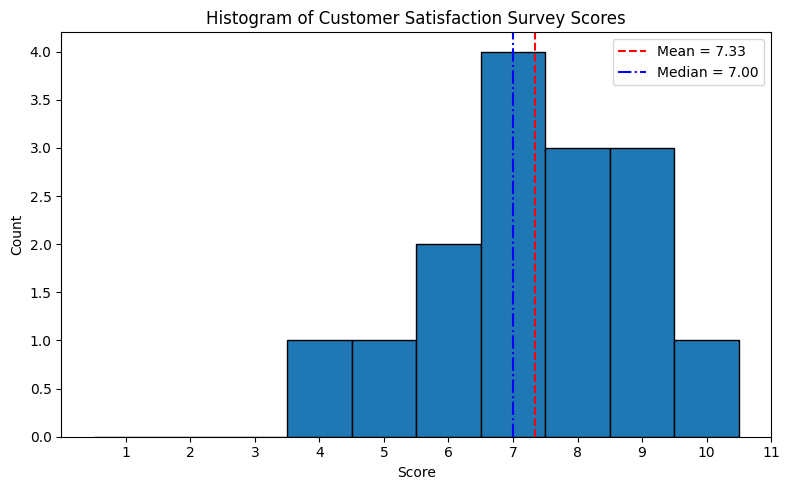 Histogram of Customer Satisfaction Survey Scores
Mean = 7.33
Median = 7.00
Count
4.0
3.5
3.0
2.5
2.0
1.5
1.0
0.5
0.0
1 2 3 4 5 6 7 8 9 10 11
Score